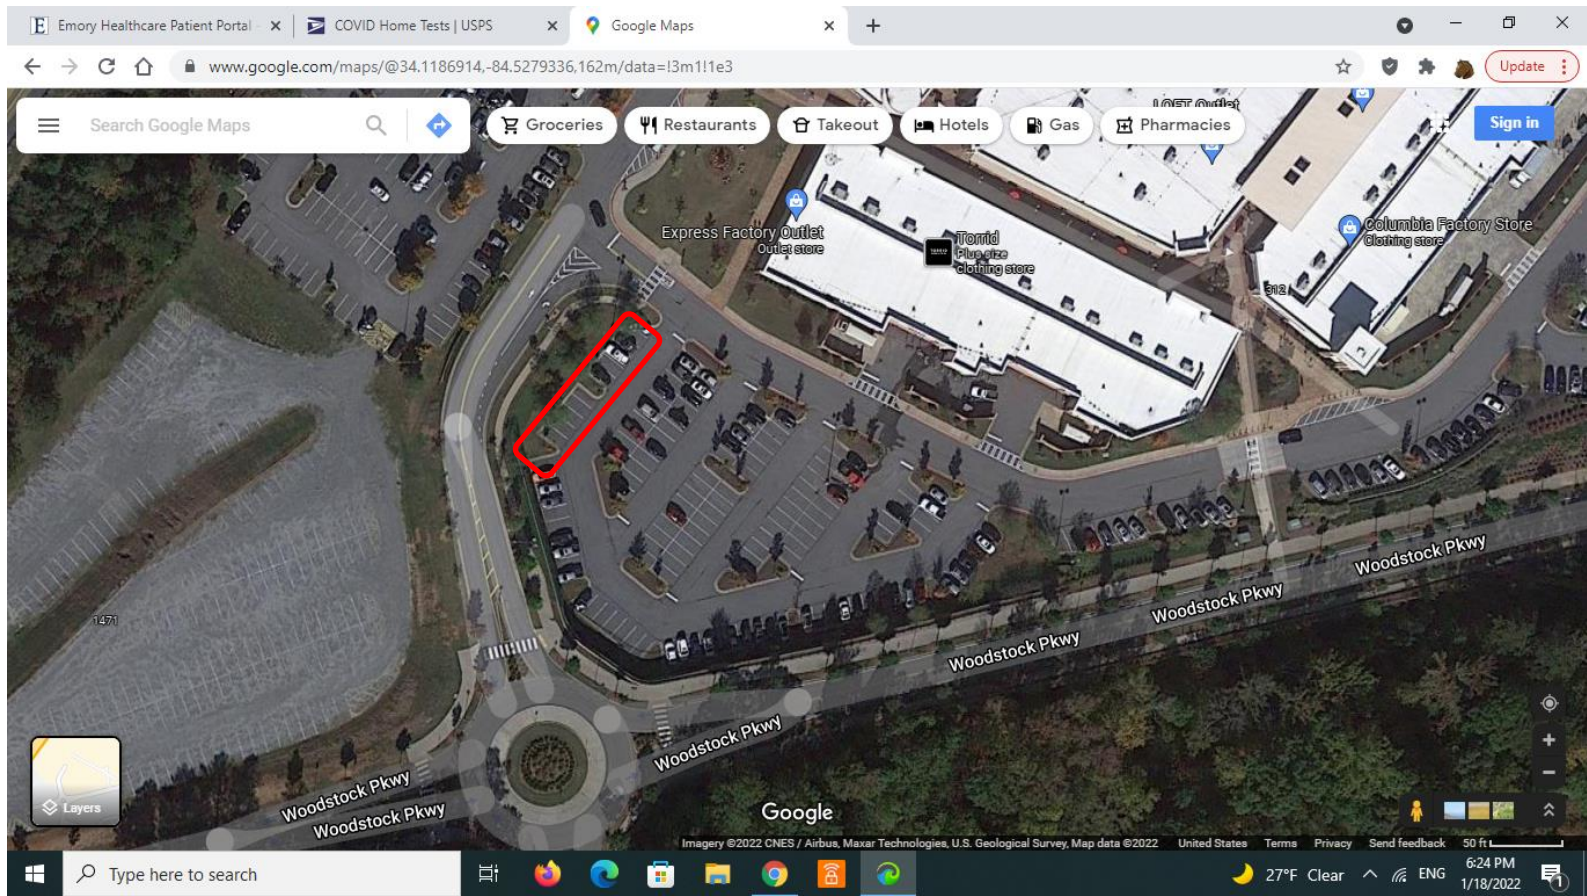 Emory Healthcare Patient Portal -
COVID Home Tests | USPS
Google Maps
www.google.com/maps/@34.1186914,-84.5279336,162m/data=!3m1!1e3
Update
Search Google Maps
Groceries
Restaurants
Takeout
Hotels
Gas
Pharmacies
Sign in
LOFT Outlet
Express Factory Outlet
Outlet store
Torrid
Plus size
clothing store
Columbia Factory Store
Clothing store
312
1471
Woodstock Pkwy
Woodstock Pkwy
Woodstock Pkwy
Woodstock Pkwy
Woodstock Pkwy
Woodstock Pkwy
Layers
Google
Imagery ©2022 CNES / Airbus, Maxar Technologies, U.S. Geological Survey, Map data ©2022 United States Terms Privacy Send feedback 50 ft
Type here to search
27°F Clear
ENG
6:24 PM
1/18/2022
1